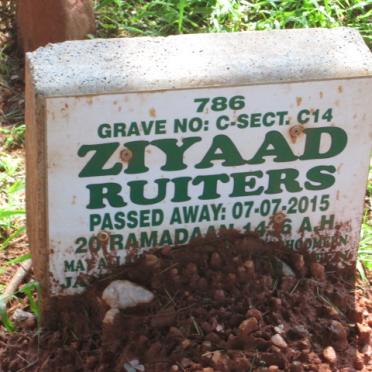 786
GRAVE NO: C-SECT. C14
ZIYAAD
RUITERS
PASSED AWAY: 07-07-2015
20 RAMADAAN A.H.